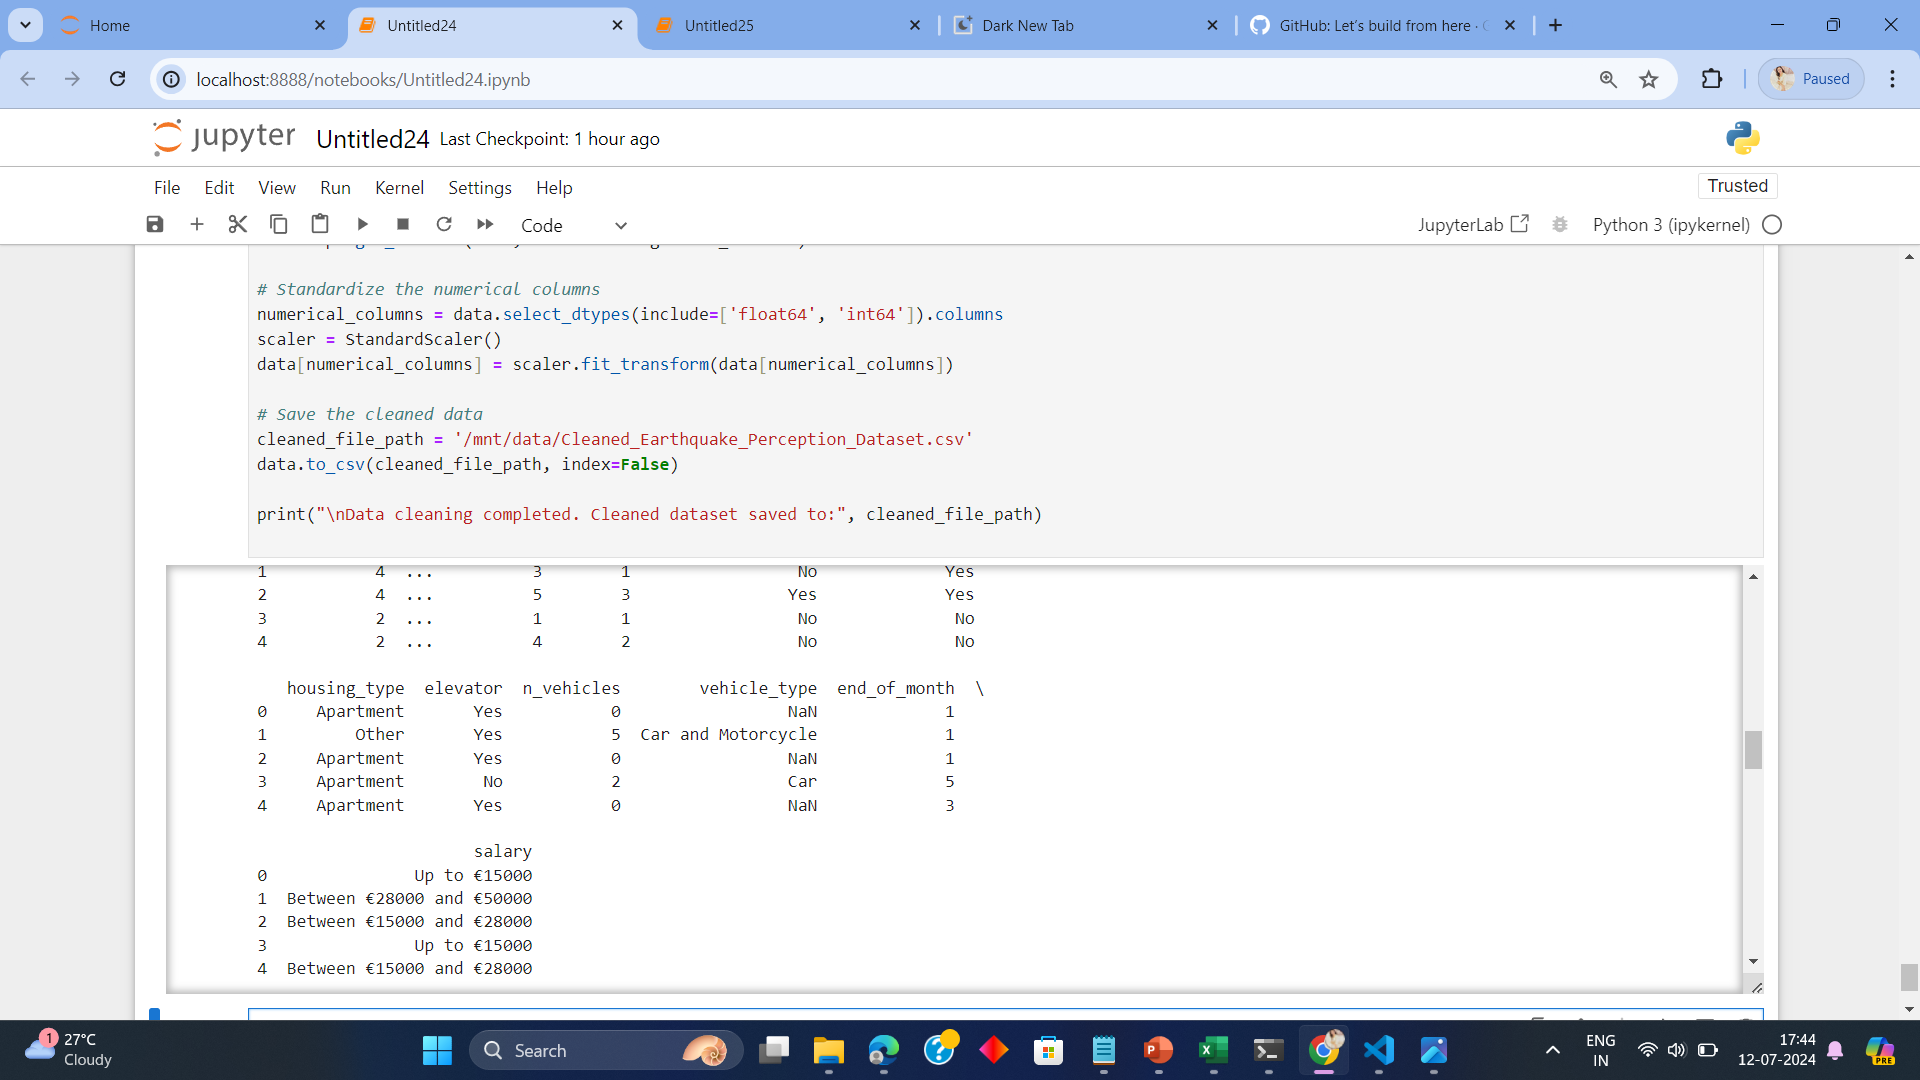 Home
Untitled24
Untitled25
Dark New Tab
GitHub: Let's build from here ·
localhost:8888/notebooks/Untitled24.ipynb
Paused
jupyter Untitled24 Last Checkpoint: 1 hour ago
File Edit View Run Kernel Settings Help
Trusted
Code
JupyterLab
Python 3 (ipykernel)
# Standardize the numerical columns
numerical_columns = data.select_dtypes(include=['float64', 'int64']).columns
scaler = StandardScaler()
data[numerical_columns] = scaler.fit_transform(data[numerical_columns])
# Save the cleaned data
cleaned_file_path = '/mnt/data/Cleaned_Earthquake_Perception_Dataset.csv'
data.to_csv(cleaned_file_path, index=False)
print("\nData cleaning completed. Cleaned dataset saved to:", cleaned_file_path)
1 4 ... 3 1 No Yes
2 4 ... 5 3 Yes Yes
3 2 ... 1 1 No No
4 2 ... 4 2 No No
housing_type elevator n_vehicles vehicle_type end_of_month \
0 Apartment Yes 0 NaN 1
1 Other Yes 5 Car and Motorcycle 1
2 Apartment Yes 0 NaN 1
3 Apartment No 2 Car 5
4 Apartment Yes 0 NaN 3
salary
0 Up to €15000
1 Between €28000 and €50000
2 Between €15000 and €28000
3 Up to €15000
4 Between €15000 and €28000
1
27°C
Cloudy
Search
ENG
IN
17:44
12-07-2024
PRE